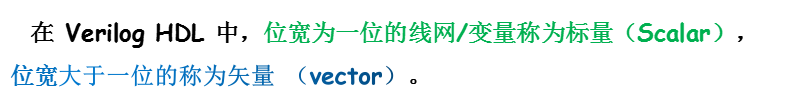 在 Verilog HDL 中，位宽为一位的线网/变量称为标量（Scalar），
位宽大于一位的称为矢量 （vector）。